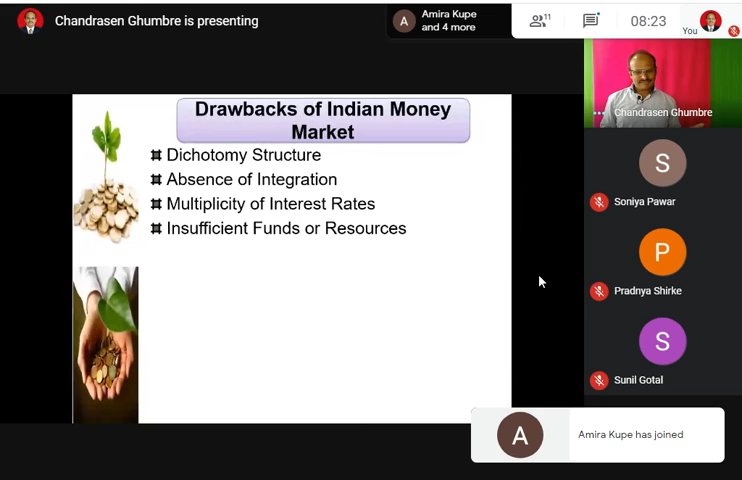 Chandrasen Ghumbre is presenting
A
Amira Kupe
and 4 more
11
08:23
You
Drawbacks of Indian Money
Market
Dichotomy Structure
Absence of Integration
Multiplicity of Interest Rates
Insufficient Funds or Resources
Chandrasen Ghumbre
S
Soniya Pawar
P
Pradnya Shirke
S
Sunil Gotal
A
Amira Kupe has joined